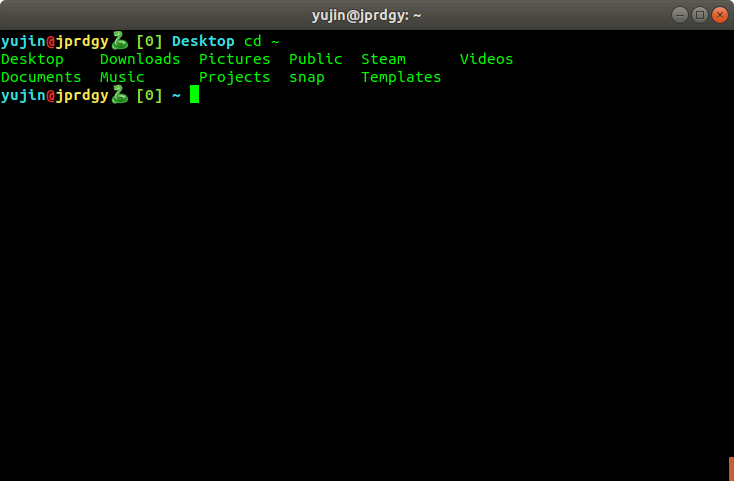 yujin@jprdgy: ~
yujin@jprdgy🐍 [0] Desktop cd ~
Desktop Downloads Pictures Public Steam Videos
Documents Music Projects snap Templates
yujin@jprdgy🐍 [0] ~